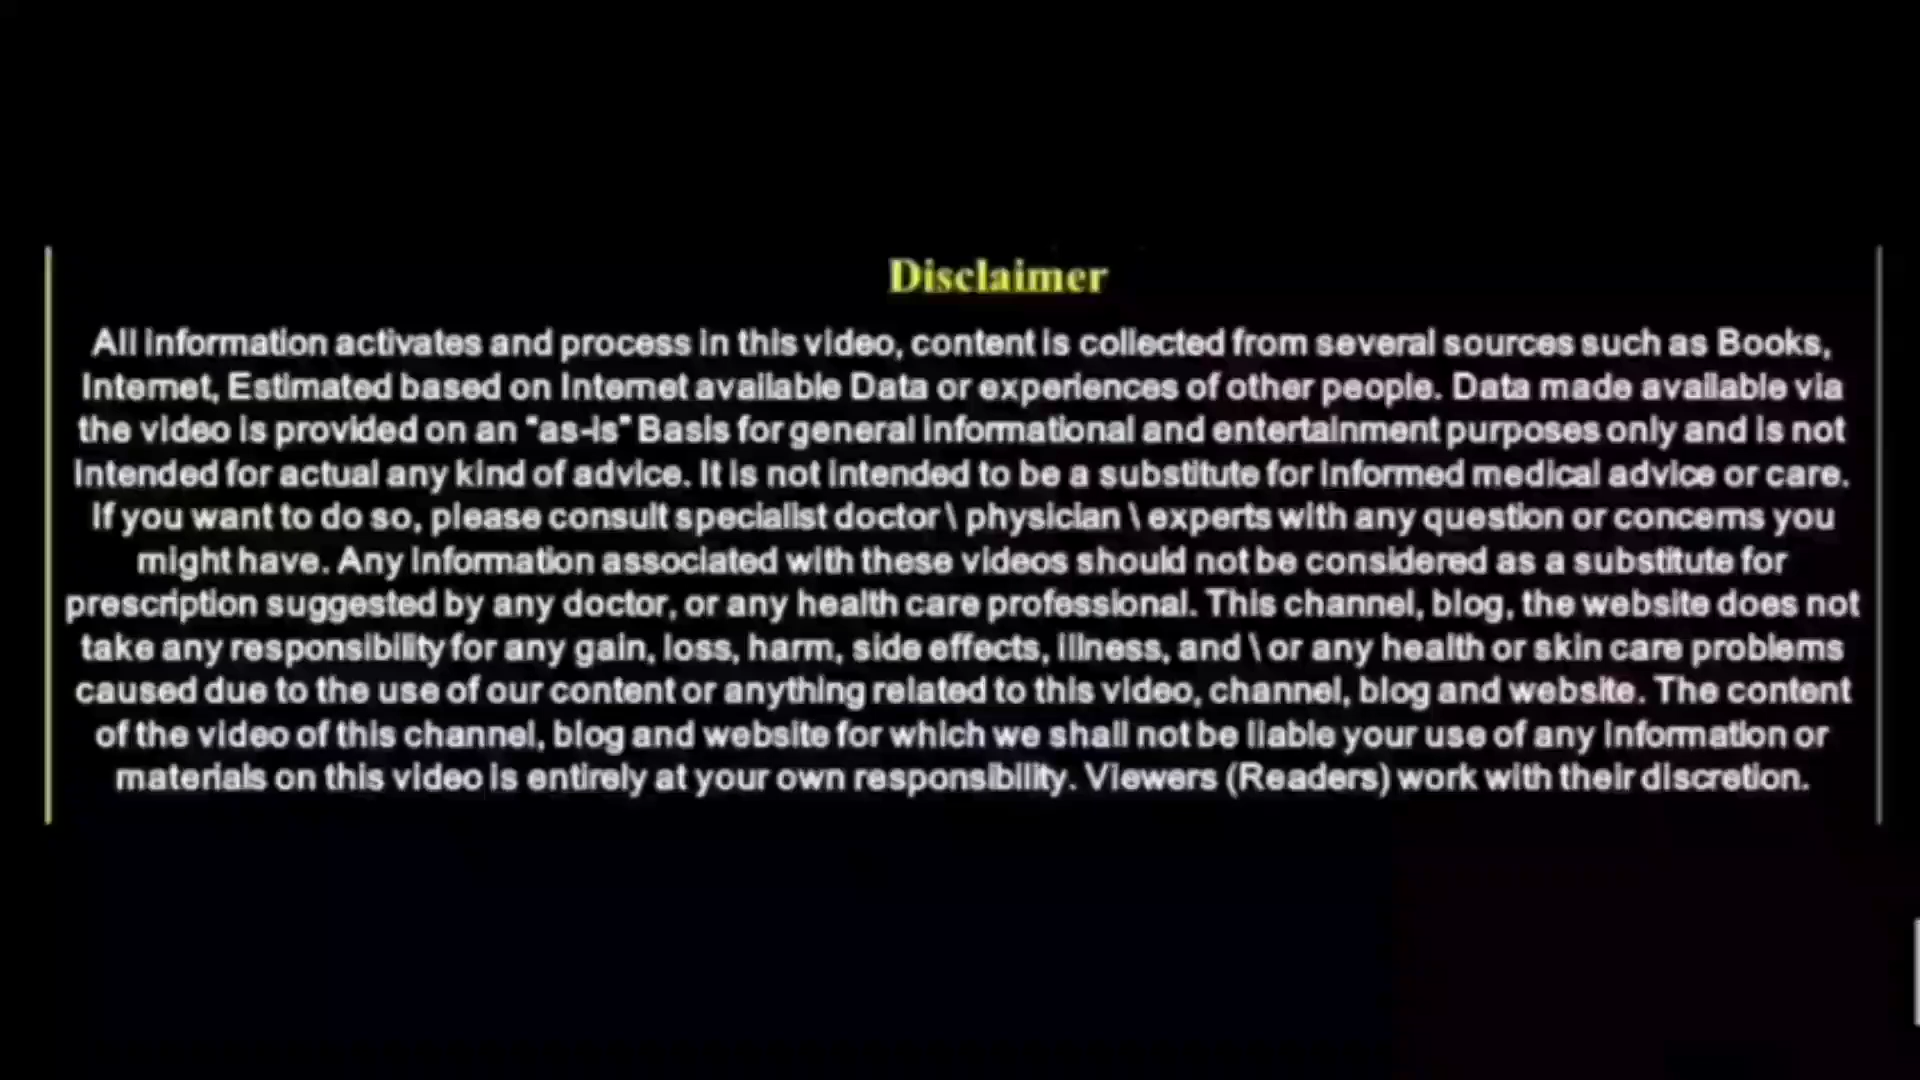 Disclaimer
All information activates and process in this video, content is collected from several sources such as Books,
Internet, Estimated based on Internet available Data or experiences of other people. Data made available via
the video is provided on an "as-is" Basis for general informational and entertainment purposes only and is not
intended for actual any kind of advice. It is not intended to be a substitute for informed medical advice or care.
If you want to do so, please consult specialist doctor \ physician \ experts with any question or concerns you
might have. Any information associated with these videos should not be considered as a substitute for
prescription suggested by any doctor, or any health care professional. This channel, blog, the website does not
take any responsibility for any gain, loss, harm, side effects, illness, and \ or any health or skin care problems
caused due to the use of our content or anything related to this video, channel, blog and website. The content
of the video of this channel, blog and website for which we shall not be liable your use of any information or
materials on this video is entirely at your own responsibility. Viewers (Readers) work with their discretion.